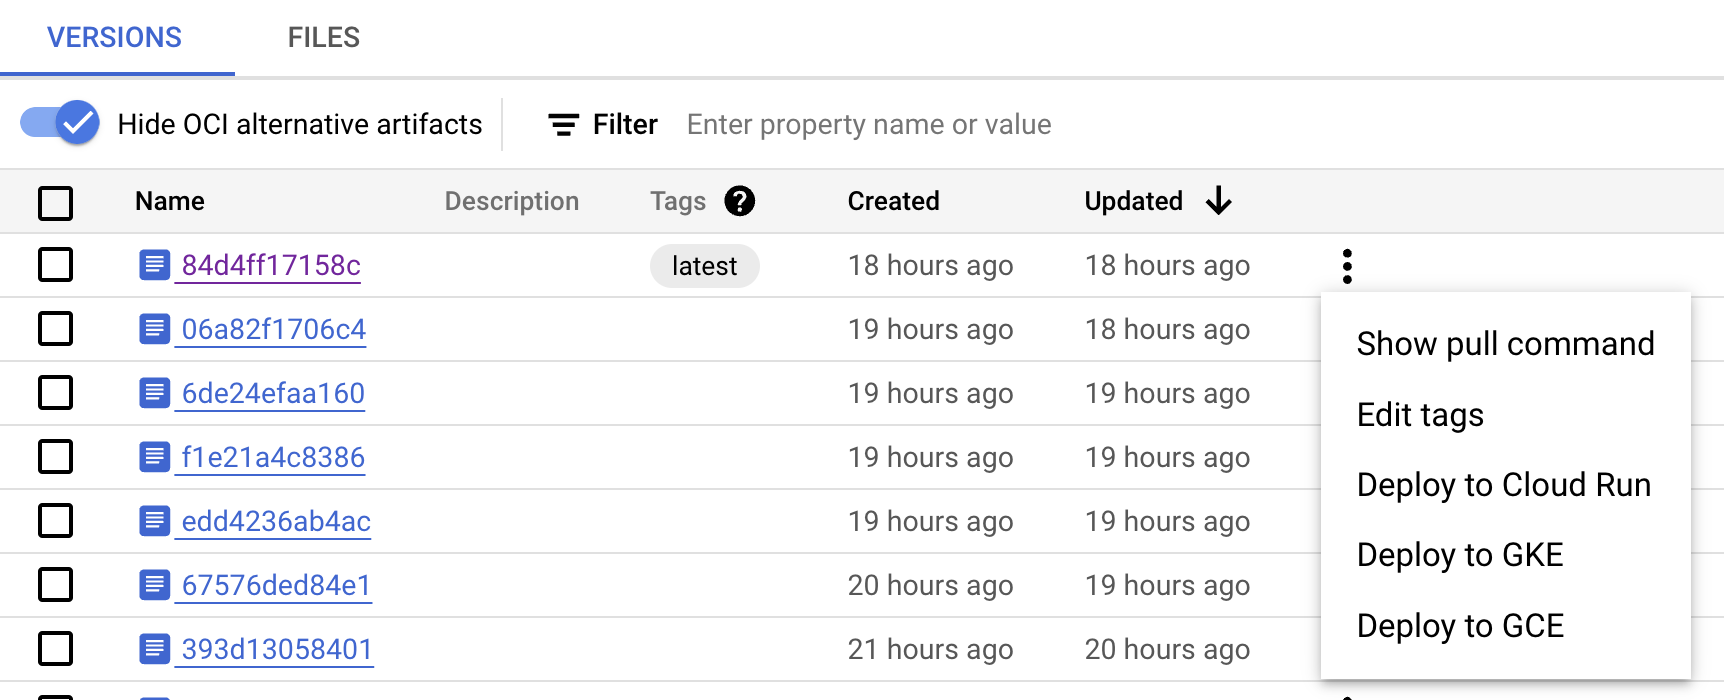 VERSIONS FILES
Hide OCI alternative artifacts Filter Enter property name or value
Name Description Tags ? Created Updated
84d4ff17158c latest 18 hours ago 18 hours ago
06a82f1706c4 19 hours ago 18 hours ago
Show pull command
6de24efaa160 19 hours ago 19 hours ago
Edit tags
f1e21a4c8386 19 hours ago 19 hours ago
Deploy to Cloud Run
edd4236ab4ac 19 hours ago 19 hours ago
Deploy to GKE
67576ded84e1 20 hours ago 19 hours ago
Deploy to GCE
393d13058401 21 hours ago 20 hours ago